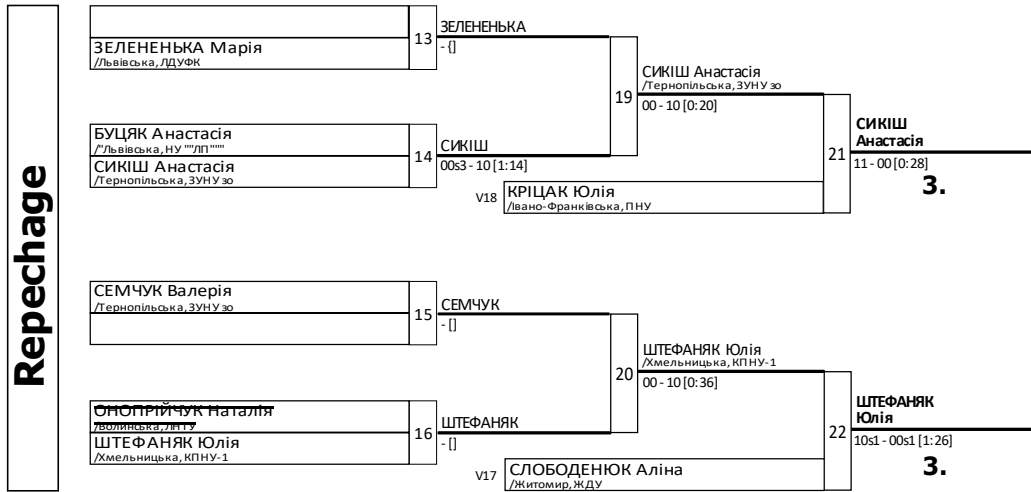 Repechage
ЗЕЛЕНЕНЬКА Марія
/Львівська, ЛДУФК
13
ЗЕЛЕНЕНЬКА
- {]
БУЦЯК Анастасія
/"Львівська, НУ ""ЛП"""
СИКІШ Анастасія
/Тернопільська, ЗУНУ зо
14
СИКІШ
00s3 - 10 [1:14]
19
СИКІШ Анастасія
/Тернопільська, ЗУНУ зо
00 - 10 [0:20]
V18
КРІЦАК Юлія
/Івано-Франківська, ПНУ
21
СИКІШ
Анастасія
11 - 00 [0:28]
3.
СЕМЧУК Валерія
/Тернопільська, ЗУНУ зо
15
СЕМЧУК
- []
ОНОПРІЙЧУК Наталія
/Волинська, ЛНТУ
ШТЕФАНЯК Юлія
/Хмельницька, КПНУ-1
16
ШТЕФАНЯК
- []
20
ШТЕФАНЯК Юлія
/Хмельницька, КПНУ-1
00 - 10 [0:36]
V17
СЛОБОДЕНЮК Аліна
/Житомир, ЖДУ
22
ШТЕФАНЯК
Юлія
10s1 - 00s1 [1:26]
3.